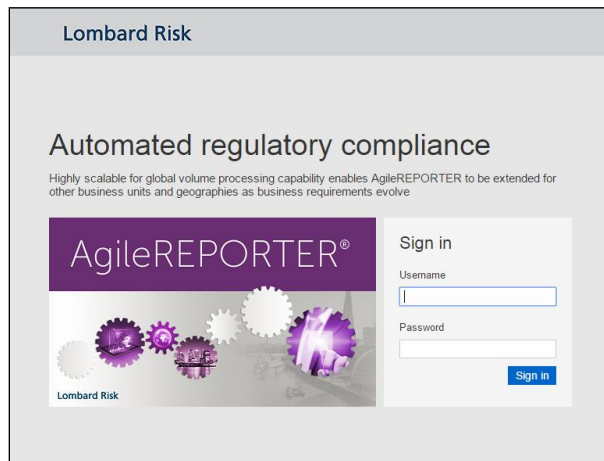 Lombard Risk
Automated regulatory compliance
Highly scalable for global volume processing capability enables AgileREPORTER to be extended for
other business units and geographies as business requirements evolve
AgileREPORTER®
Lombard Risk
Sign in
Username
Password
Sign in